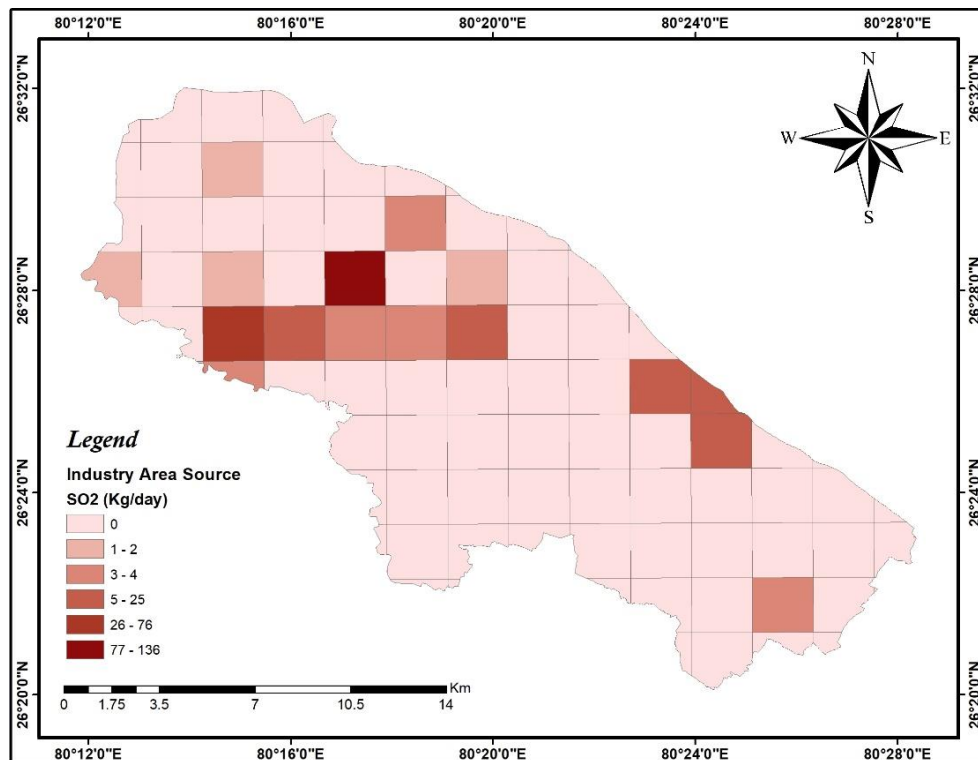 80°12'0"E 80°16'0"E 80°20'0"E 80°24'0"E 80°28'0"E
26°32'0"N 26°32'0"N
N
W E
S
26°28'0"N 26°28'0"N
26°24'0"N 26°24'0"N
26°20'0"N 26°20'0"N
Legend
Industry Area Source
SO2 (Kg/day)
0
1 - 2
3 - 4
5 - 25
26 - 76
77 - 136
Km
0 1.75 3.5 7 10.5 14
80°12'0"E 80°16'0"E 80°20'0"E 80°24'0"E 80°28'0"E